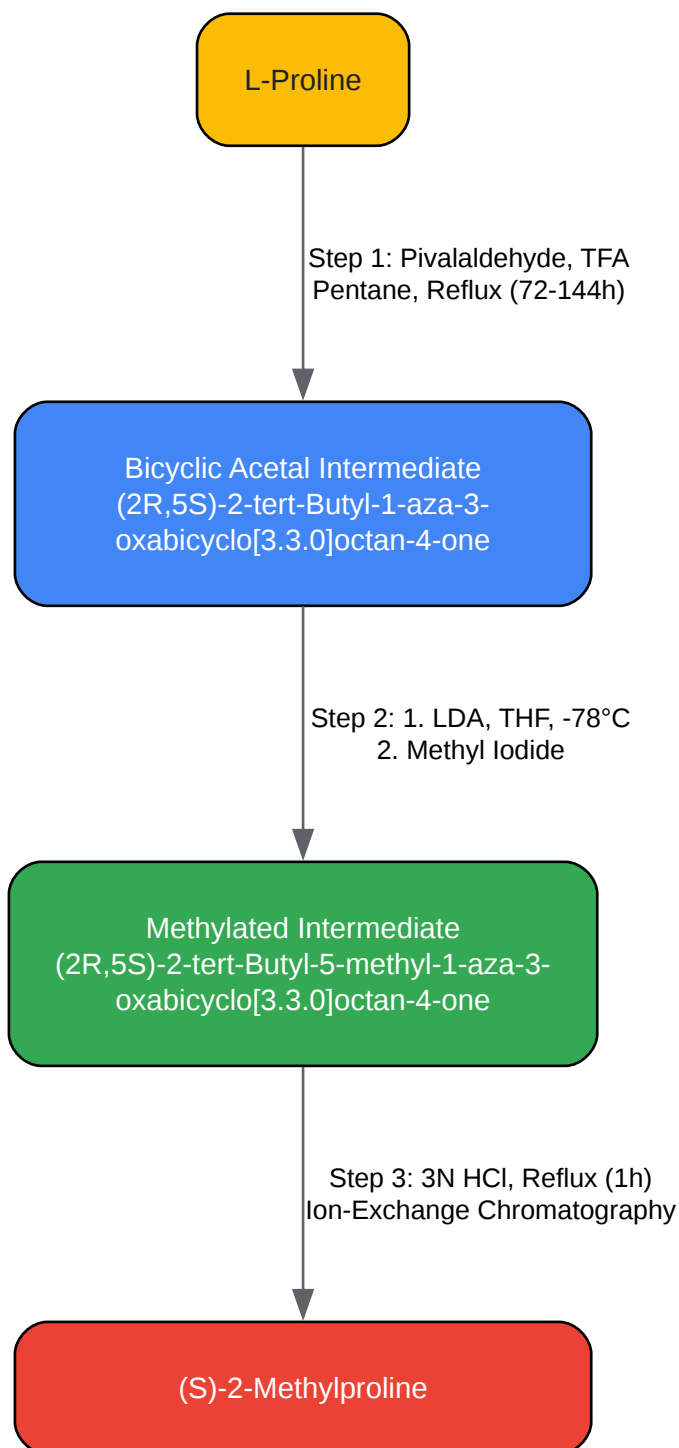 L-Proline
Step 1: Pivalaldehyde, TFA
Pentane, Reflux (72-144h)
Bicyclic Acetal Intermediate
(2R,5S)-2-tert-Butyl-1-aza-3-
oxabicyclo[3.3.0]octan-4-one
Step 2: 1. LDA, THF, -78°C
2. Methyl Iodide
Methylated Intermediate
(2R,5S)-2-tert-Butyl-5-methyl-1-aza-3-
oxabicyclo[3.3.0]octan-4-one
Step 3: 3N HCl, Reflux (1h)
Ion-Exchange Chromatography
(S)-2-Methylproline